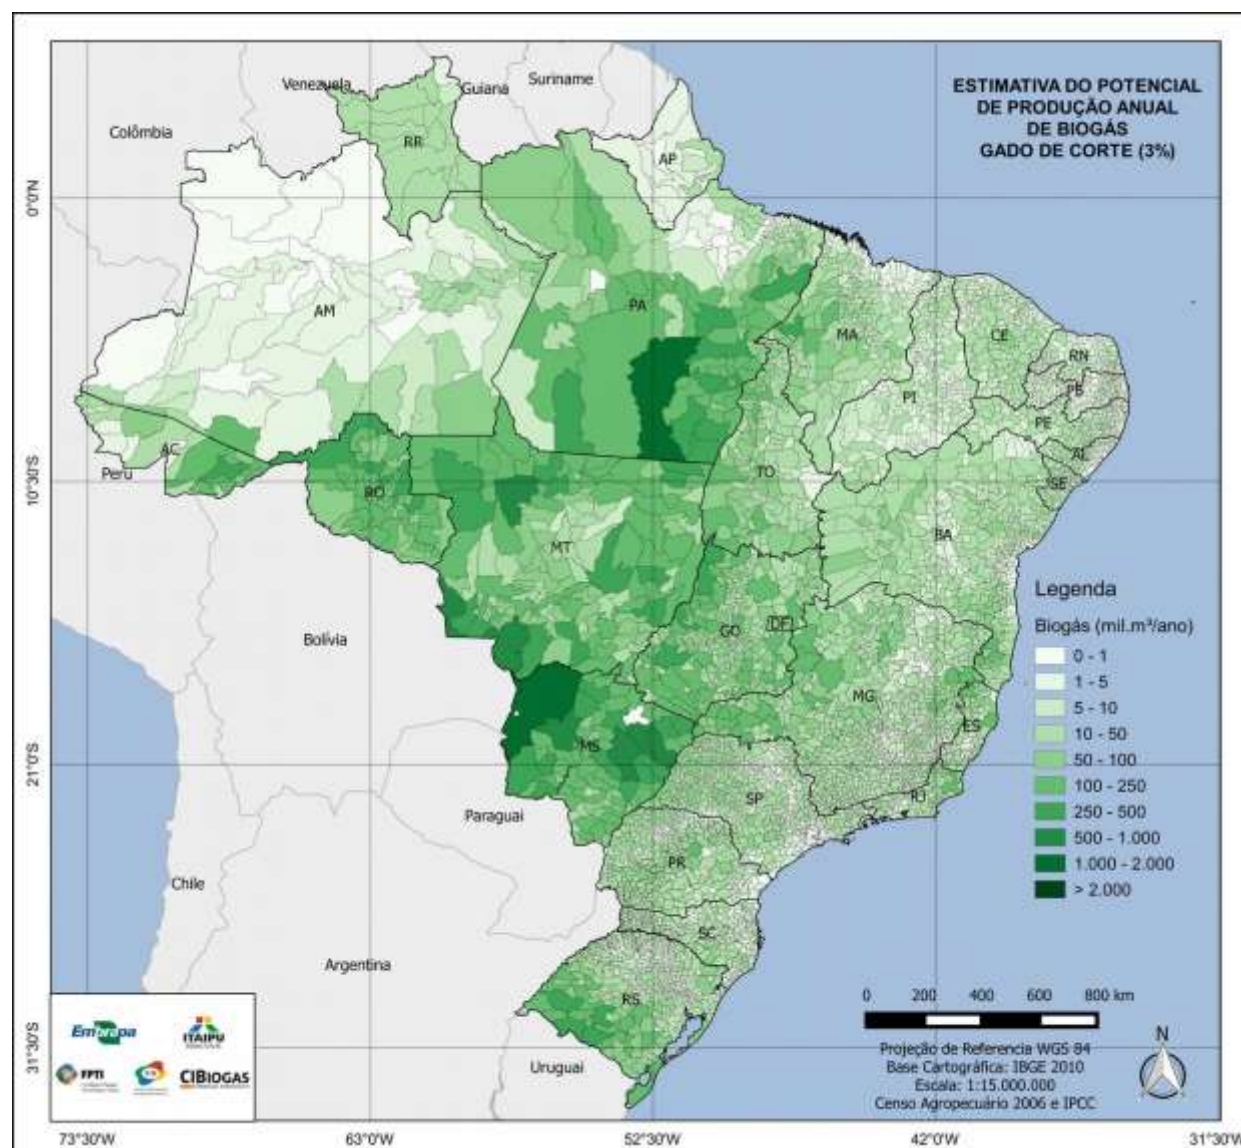 ESTIMATIVA DO POTENCIAL
DE PRODUÇÃO ANUAL
DE BIOGÁS
GADO DE CORTE (3%)
Venezuela
Guiana
Suriname
Colômbia
RR
AP
0°0'N
AM
PA
MA
CE
RN
PB
PI
PE
AC
AL
Peru
TO
SE
10°30'S
RO
MT
BA
Bolívia
GO
DF
MG
ES
MS
21°0'S
SP
RJ
Paraguai
PR
Chile
SC
Argentina
RS
Uruguai
31°30'S
Legenda
Biogás (mil.m³/ano)
0 - 1
1 - 5
5 - 10
10 - 50
50 - 100
100 - 250
250 - 500
500 - 1.000
1.000 - 2.000
> 2.000
0 200 400 600 800 km
Projeção de Referencia WGS 84
Base Cartográfica: IBGE 2010
Escala: 1:15.000.000
Censo Agropecuário 2006 e IPCC
N
Embrapa
ITAIPU
FPTI
CIBIOGAS
73°30'W 63°0'W 52°30'W 42°0'W 31°30'W